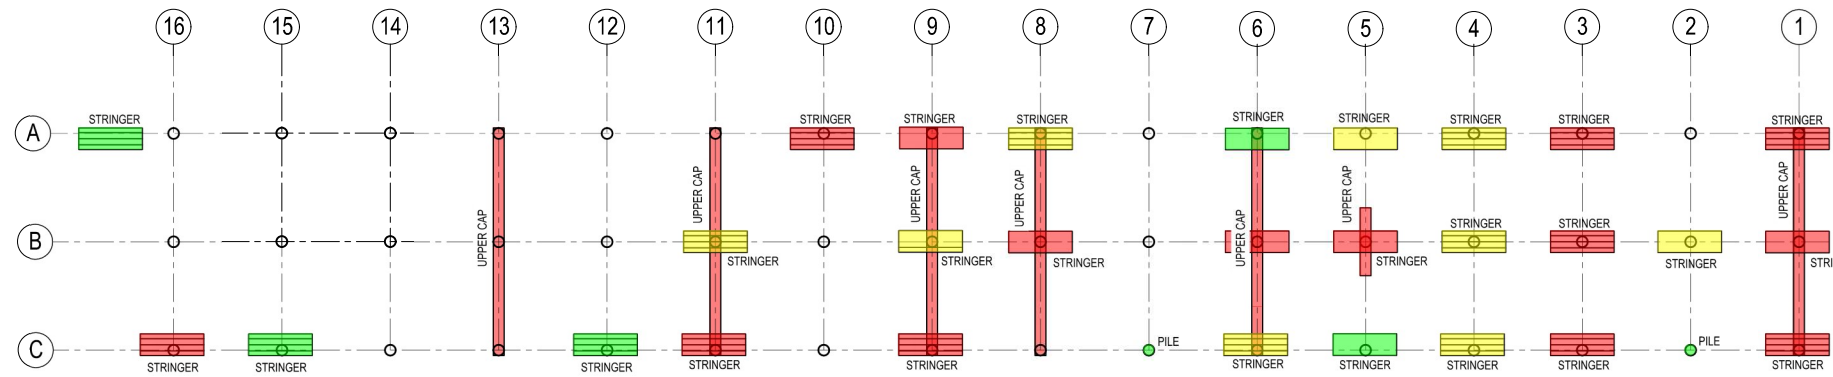 16 15 14 13 12 11 10 9 8 7 6 5 4 3 2 1
STRINGER STRINGER STRINGER STRINGER STRINGER STRINGER STRINGER STRINGER STRINGER
A
UPPER CAP UPPER CAP UPPER CAP UPPER CAP UPPER CAP UPPER CAP UPPER CAP
STRINGER STRINGER
B
STRINGER STRINGER STRINGER STRINGER STRINGER STRI
C
PILE PILE
STRINGER STRINGER STRINGER STRINGER STRINGER STRINGER STRINGER STRINGER STRINGER STRINGER